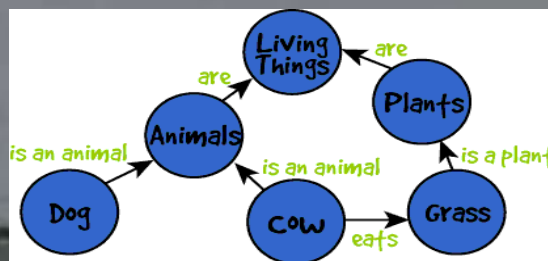 Living
Things
are
are
Plants
Animals
is an animal
is an animal
is a plant
Dog
Cow
Grass
eats